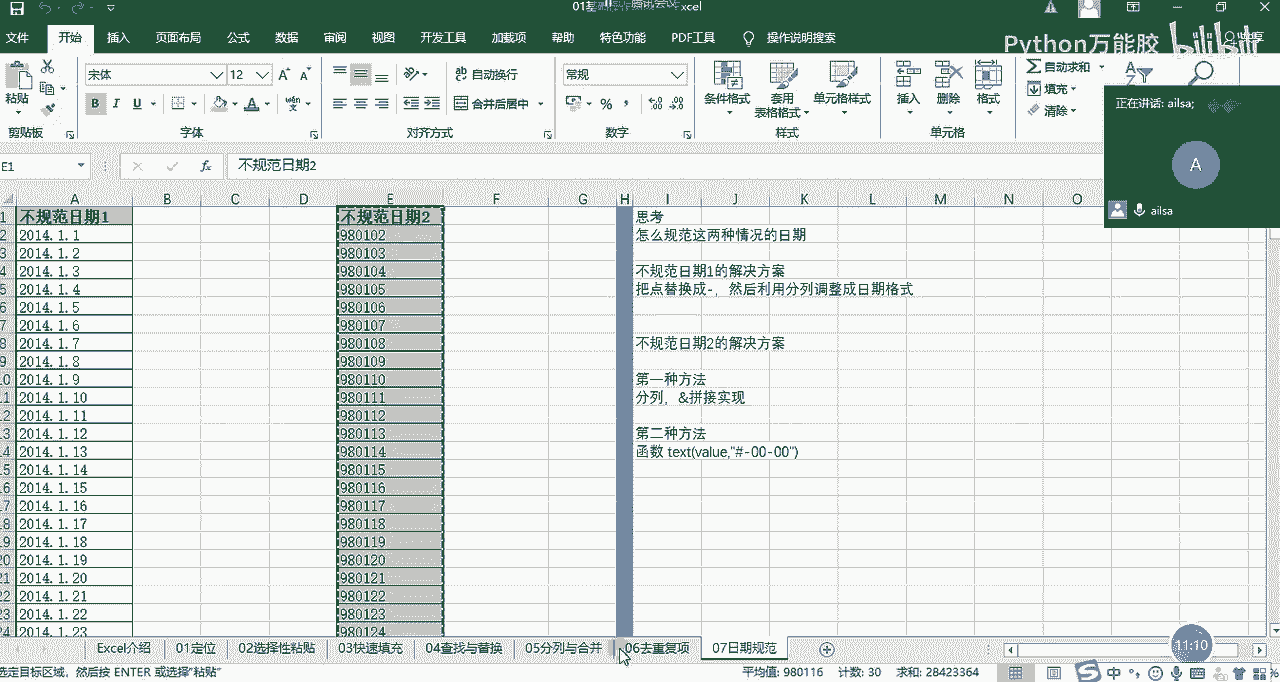 xcel
文件 开始 插入 页面布局 公式 数据 审阅 视图 开发工具 加载项 帮助 特色功能 PDF工具 操作说明搜索
Python万能胶 bilibili
宋体 12 自动换行 常规 自动求和
粘贴 B I U 合并后居中 % 条件格式 套用 表格格式 单元格样式 插入 删除 格式 填充 清除
剪贴板 字体 对齐方式 数字 样式 单元格
正在讲话: ailsa;
A
ailsa
E1 fx 不规范日期2
A B C D E F G H I J K L M N O
1 不规范日期1 不规范日期2 思考
2 2014.1.1 980102 怎么规范这两种情况的日期
3 2014.1.2 980103
4 2014.1.3 980104 不规范日期1的解决方案
5 2014.1.4 980105 把点替换成-，然后利用分列调整成日期格式
6 2014.1.5 980106
7 2014.1.6 980107
8 2014.1.7 980108 不规范日期2的解决方案
9 2014.1.8 980109
10 2014.1.9 980110 第一种方法
11 2014.1.10 980111 分列，&拼接实现
12 2014.1.11 980112
13 2014.1.12 980113 第二种方法
14 2014.1.13 980114 函数 text(value,"#-00-00")
15 2014.1.14 980115
16 2014.1.15 980116
17 2014.1.16 980117
18 2014.1.17 980118
19 2014.1.18 980119
20 2014.1.19 980120
21 2014.1.20 980121
22 2014.1.21 980122
23 2014.1.22 980123
24 2014.1.23 980124
Excel介绍 01定位 02选择性粘贴 03快速填充 04查找与替换 05分列与合并 06去重复项 07日期规范
11:10
选定目标区域，然后按 ENTER 或选择"粘贴" 平均值: 980116 计数: 30 求和: 28423364 中